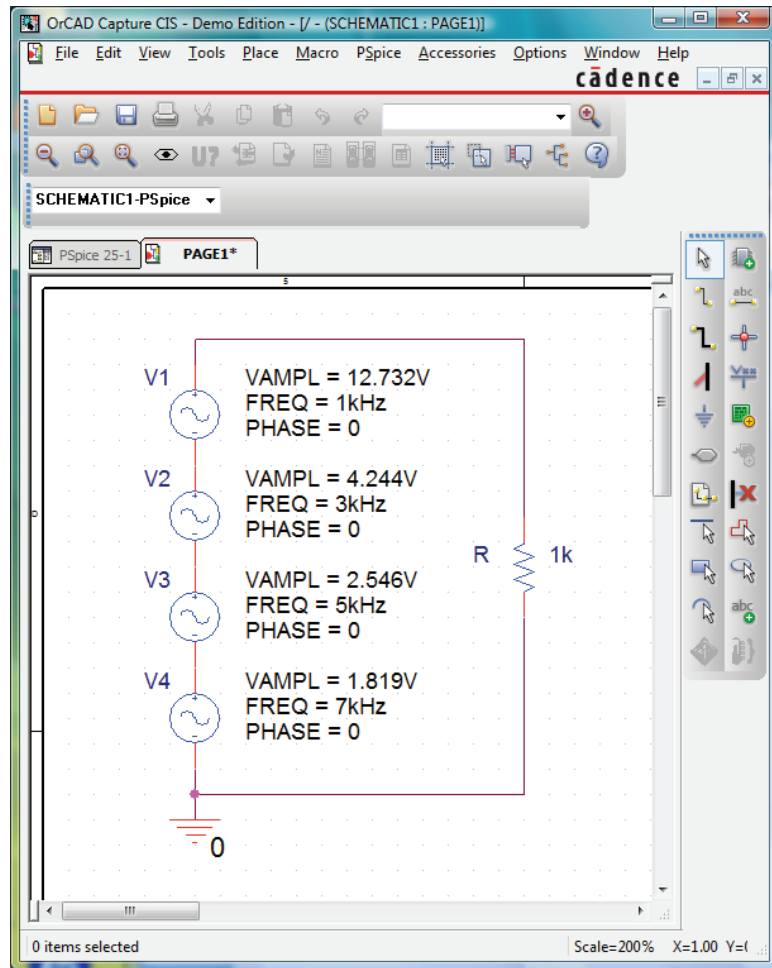 OrCAD Capture CIS - Demo Edition - [/ - (SCHEMATIC1 : PAGE1)]
File Edit View Tools Place Macro PSpice Accessories Options Window Help
cādence
U?
SCHEMATIC1-PSpice
PSpice 25-1
PAGE1*
5
abc
V1
VAMPL = 12.732V
FREQ = 1kHz
PHASE = 0
V2
VAMPL = 4.244V
FREQ = 3kHz
PHASE = 0
R
1k
V3
VAMPL = 2.546V
FREQ = 5kHz
PHASE = 0
abc
V4
VAMPL = 1.819V
FREQ = 7kHz
PHASE = 0
0
0 items selected
Scale=200%
X=1.00 Y=(